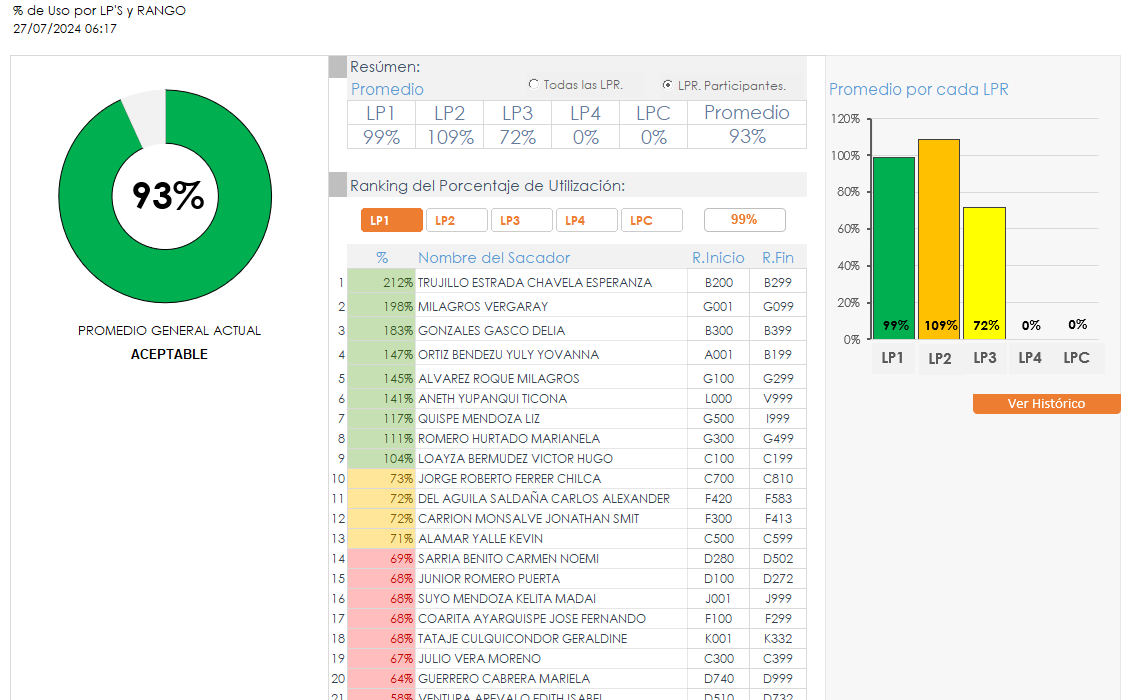 % de Uso por LP'S y RANGO
27/07/2024 06:17
93%
PROMEDIO GENERAL ACTUAL
ACEPTABLE
Resúmen:
Promedio
Todas las LPR.
LPR. Participantes.
LP1 LP2 LP3 LP4 LPC Promedio
99% 109% 72% 0% 0% 93%
Ranking del Porcentaje de Utilización:
LP1 LP2 LP3 LP4 LPC 99%
% Nombre del Sacador R.Inicio R.Fin
1 212% TRUJILLO ESTRADA CHAVELA ESPERANZA B200 B299
2 198% MILAGROS VERGARAY G001 G099
3 183% GONZALES GASCO DELIA B300 B399
4 147% ORTIZ BENDEZU YULY YOVANNA A001 B199
5 145% ALVAREZ ROQUE MILAGROS G100 G299
6 141% ANETH YUPANQUI TICONA L000 V999
7 117% QUISPE MENDOZA LIZ G500 I999
8 111% ROMERO HURTADO MARIANELA G300 G499
9 104% LOAYZA BERMUDEZ VICTOR HUGO C100 C199
10 73% JORGE ROBERTO FERRER CHILCA C700 C810
11 72% DEL AGUILA SALDAÑA CARLOS ALEXANDER F420 F583
12 72% CARRION MONSALVE JONATHAN SMIT F300 F413
13 71% ALAMAR YALLE KEVIN C500 C599
14 69% SARRIA BENITO CARMEN NOEMI D280 D502
15 68% JUNIOR ROMERO PUERTA D100 D272
16 68% SUYO MENDOZA KELITA MADAI J001 J999
17 68% COARITA AYARQUISPE JOSE FERNANDO F100 F299
18 68% TATAJE CULQUICONDOR GERALDINE K001 K332
19 67% JULIO VERA MORENO C300 C399
20 64% GUERRERO CABRERA MARIELA D740 D999
21 58% VENTURA AREVALO EDITH ISABEL D510 D732
Promedio por cada LPR
120%
100%
80%
60%
40%
20%
0%
99% 109% 72% 0% 0%
LP1 LP2 LP3 LP4 LPC
Ver Histórico